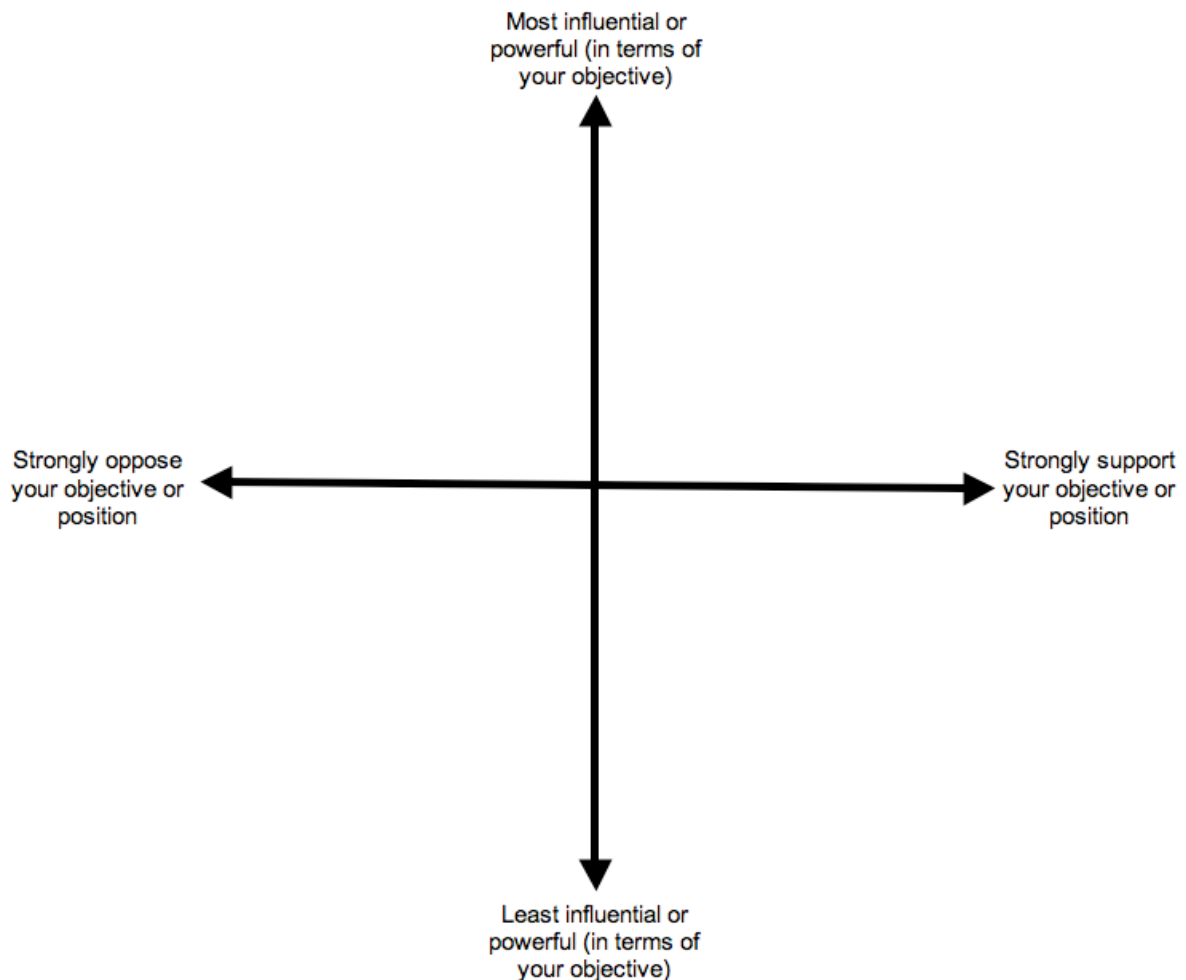 Most influential or
powerful (in terms of
your objective)
Strongly oppose
your objective or
position
Strongly support
your objective or
position
Least influential or
powerful (in terms of
your objective)